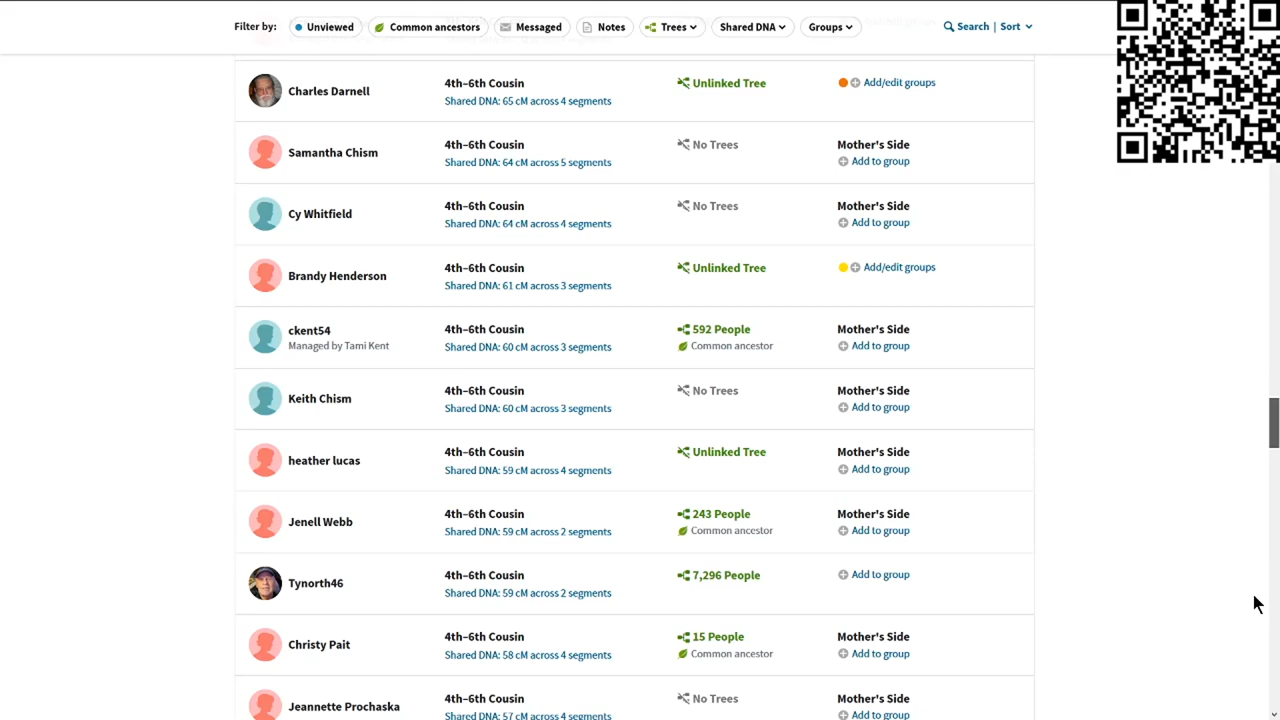 Filter by: Unviewed Common ancestors Messaged Notes Trees Shared DNA Groups Search | Sort
Charles Darnell
4th–6th Cousin
Shared DNA: 65 cM across 4 segments
Unlinked Tree
Add/edit groups
Samantha Chism
4th–6th Cousin
Shared DNA: 64 cM across 5 segments
No Trees
Mother's Side
Add to group
Cy Whitfield
4th–6th Cousin
Shared DNA: 64 cM across 4 segments
No Trees
Mother's Side
Add to group
Brandy Henderson
4th–6th Cousin
Shared DNA: 61 cM across 3 segments
Unlinked Tree
Add/edit groups
ckent54
Managed by Tami Kent
4th–6th Cousin
Shared DNA: 60 cM across 3 segments
592 People
Common ancestor
Mother's Side
Add to group
Keith Chism
4th–6th Cousin
Shared DNA: 60 cM across 3 segments
No Trees
Mother's Side
Add to group
heather lucas
4th–6th Cousin
Shared DNA: 59 cM across 4 segments
Unlinked Tree
Mother's Side
Add to group
Jenell Webb
4th–6th Cousin
Shared DNA: 59 cM across 2 segments
243 People
Common ancestor
Mother's Side
Add to group
Tynorth46
4th–6th Cousin
Shared DNA: 59 cM across 2 segments
7,296 People
Add to group
Christy Pait
4th–6th Cousin
Shared DNA: 58 cM across 4 segments
15 People
Common ancestor
Mother's Side
Add to group
Jeannette Prochaska
4th–6th Cousin
Shared DNA: 57 cM across 4 segments
No Trees
Mother's Side
Add to group